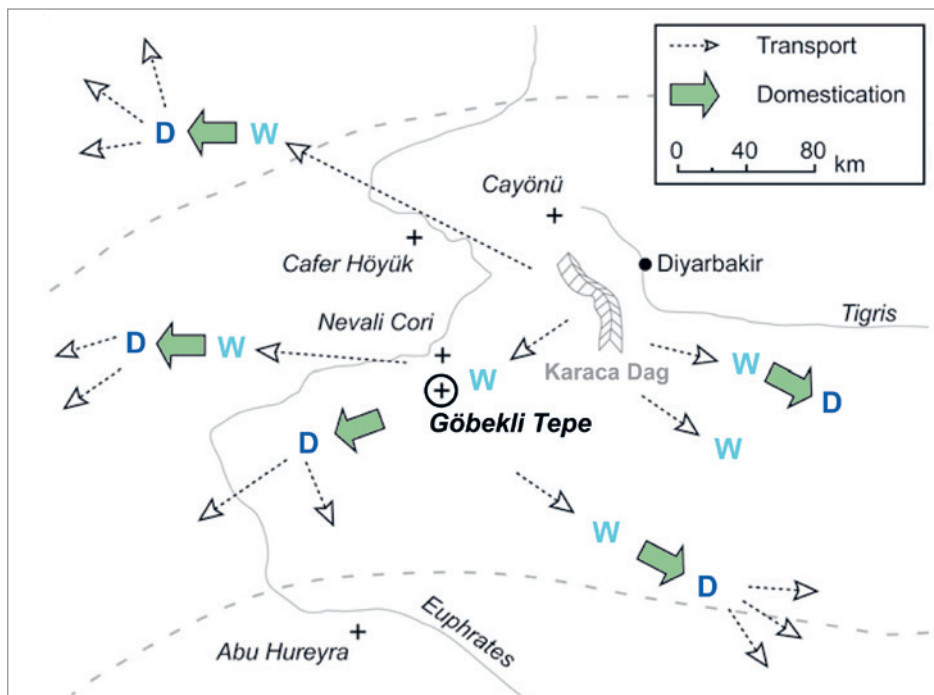 Transport
Domestication
0 40 80
km
D W
Cayönü
Cafer Höyük
Diyarbakir
Tigris
Nevali Cori
D W
Karaca Dag
W
W
D
Göbekli Tepe
D
W
W
D
Euphrates
Abu Hureyra